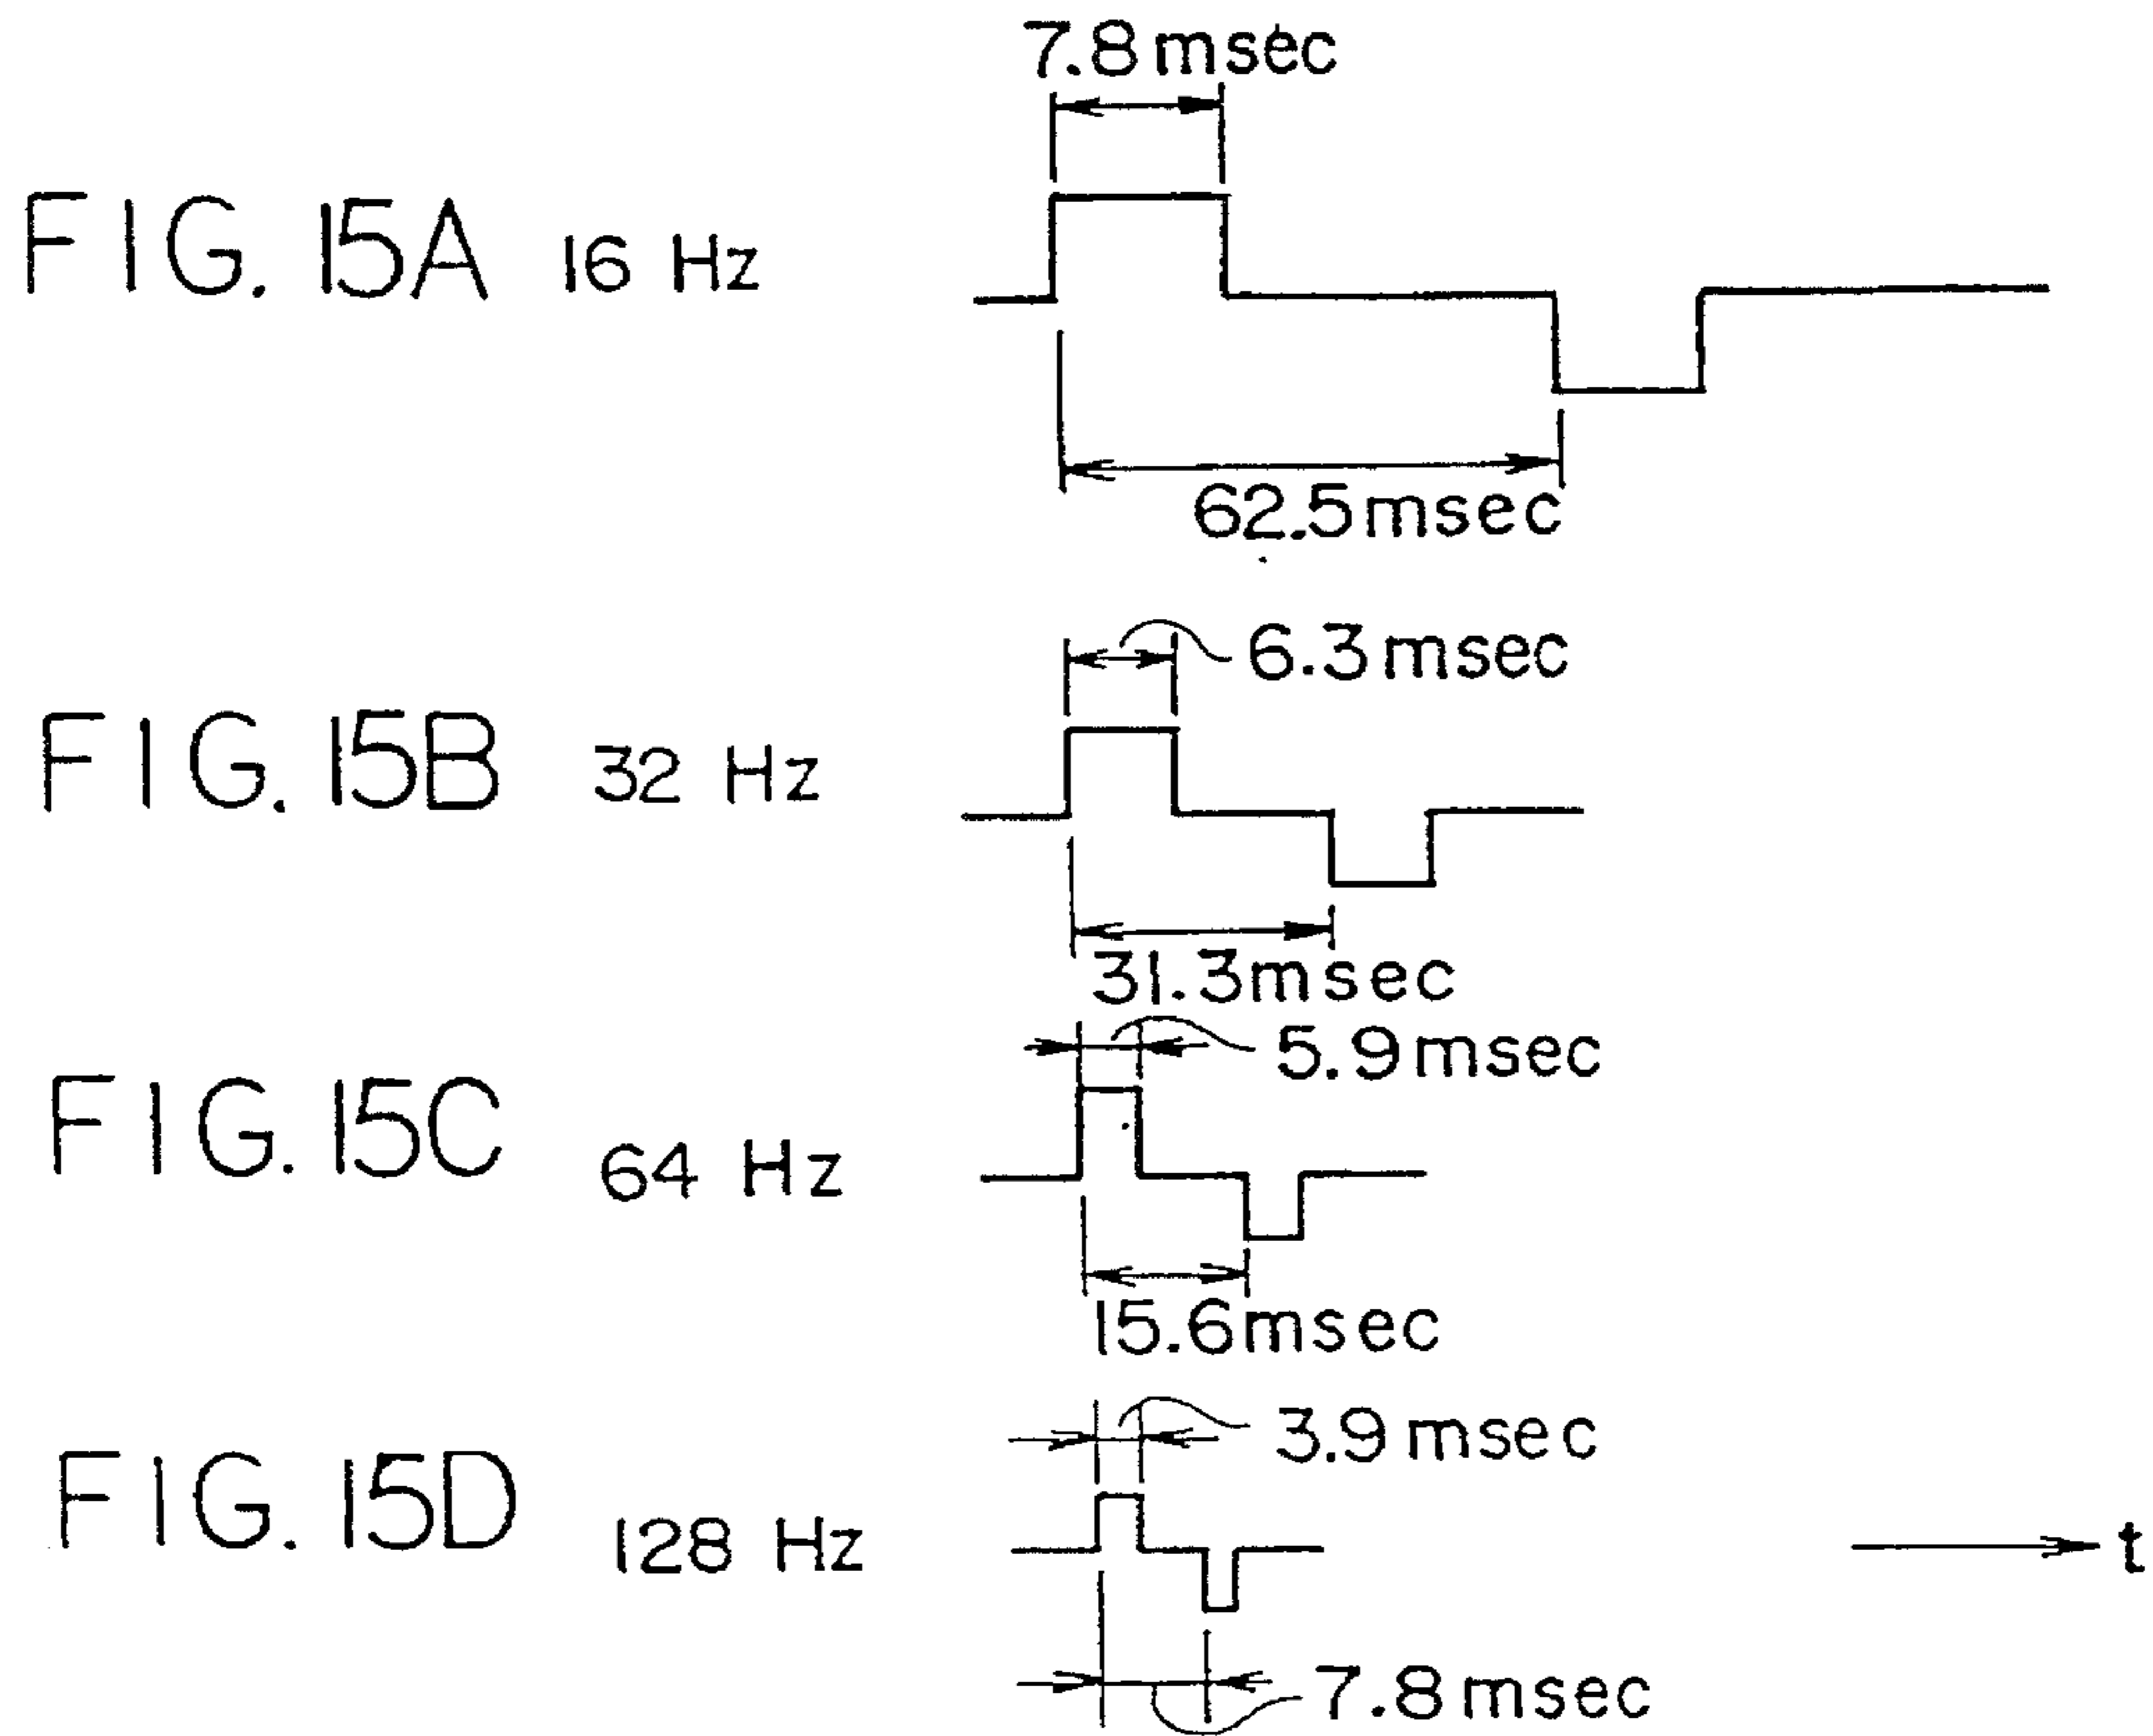 7.8 msec
FIG. 15A 16 Hz
62.5 msec
6.3 msec
FIG. 15B 32 Hz
31.3 msec
5.9 msec
FIG. 15C 64 Hz
15.6 msec
3.9 msec
FIG. 15D 128 Hz
t
7.8 msec